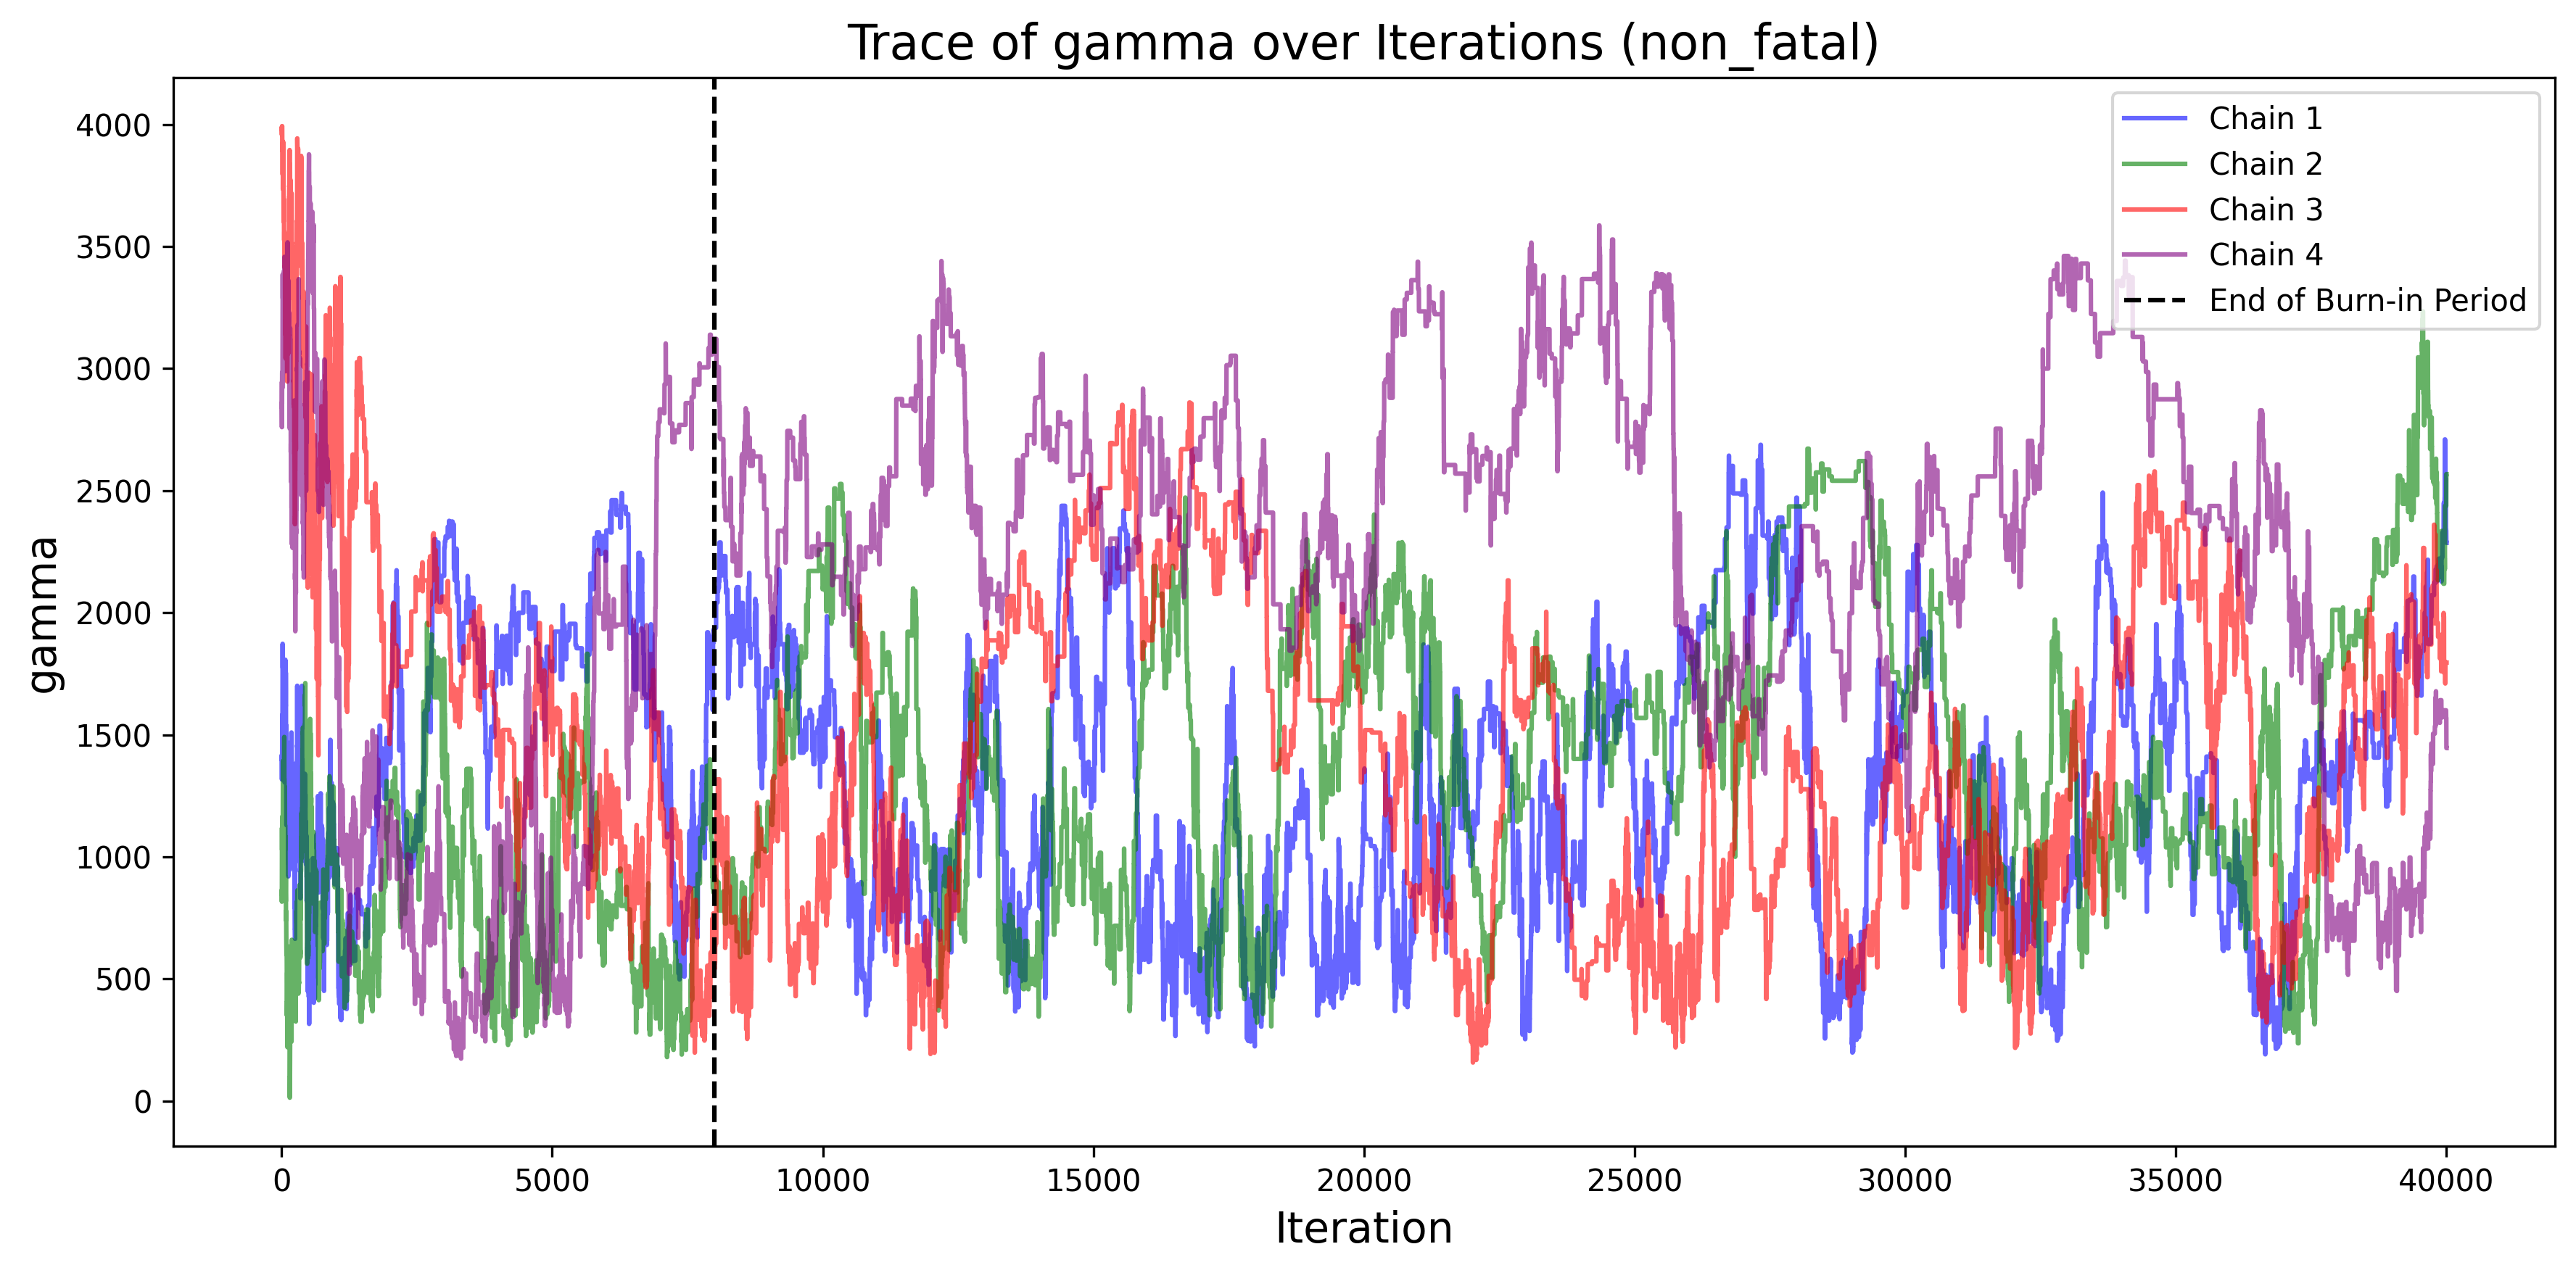 Trace of gamma over Iterations (non_fatal)
Chain 1
Chain 2
Chain 3
Chain 4
End of Burn-in Period
gamma
4000
3500
3000
2500
2000
1500
1000
500
0
0 5000 10000 15000 20000 25000 30000 35000 40000
Iteration